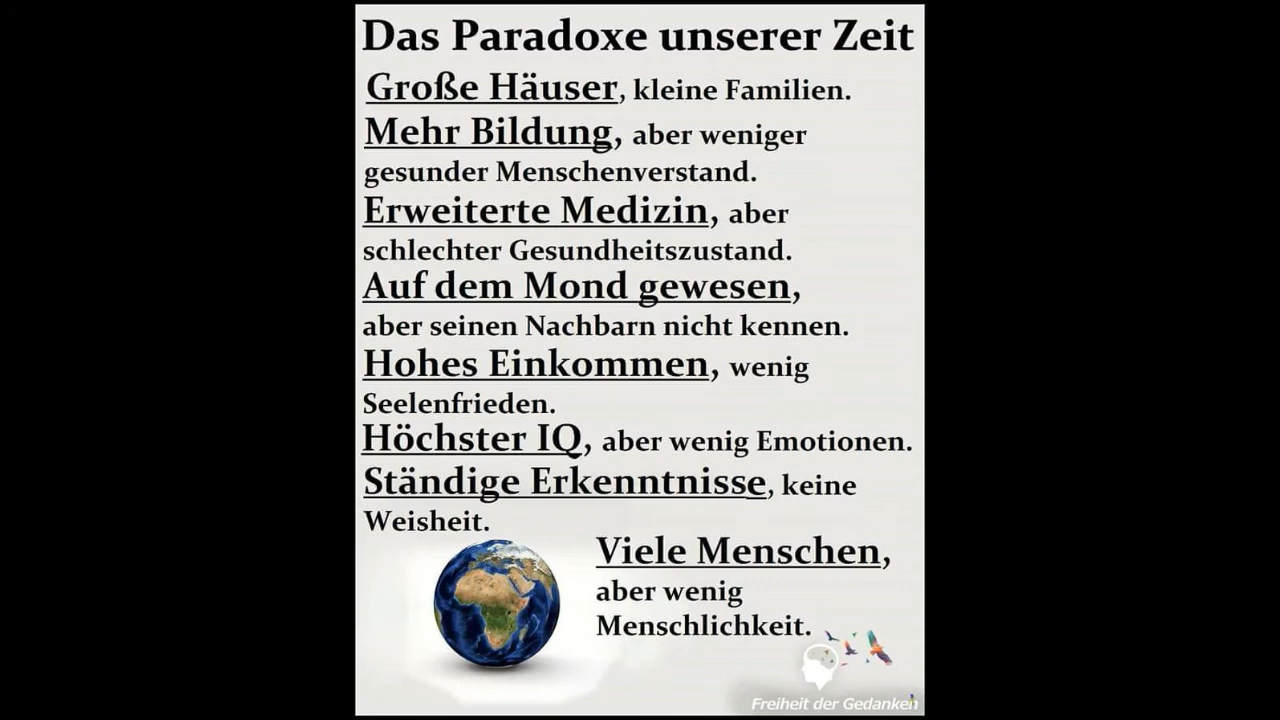 Das Paradoxe unserer Zeit
Große Häuser, kleine Familien.
Mehr Bildung, aber weniger
gesunder Menschenverstand.
Erweiterte Medizin, aber
schlechter Gesundheitszustand.
Auf dem Mond gewesen,
aber seinen Nachbarn nicht kennen.
Hohes Einkommen, wenig
Seelenfrieden.
Höchster IQ, aber wenig Emotionen.
Ständige Erkenntnisse, keine
Weisheit.
Viele Menschen,
aber wenig
Menschlichkeit.
Freiheit der Gedanken